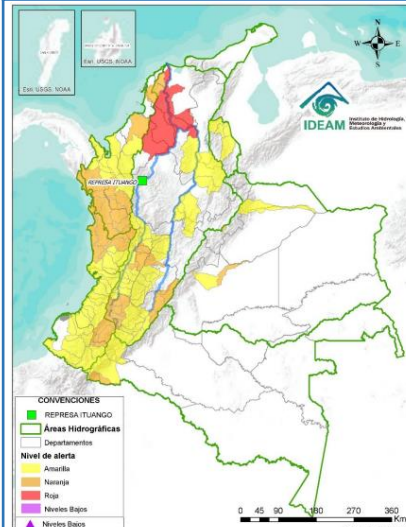 Esri, USGS, NOAA
Esri, USGS, NOAA
N
W
E
S
IDEAM
Instituto de Hidrología,
Meteorología y
Estudios Ambientales
REPRESA ITUANGO
CONVENCIONES
REPRESA ITUANGO
Áreas Hidrográficas
Departamentos
Nivel de alerta
Amarilla
Naranja
Roja
Niveles Bajos
Niveles Bajos
0 45 90 180 270 360
Km